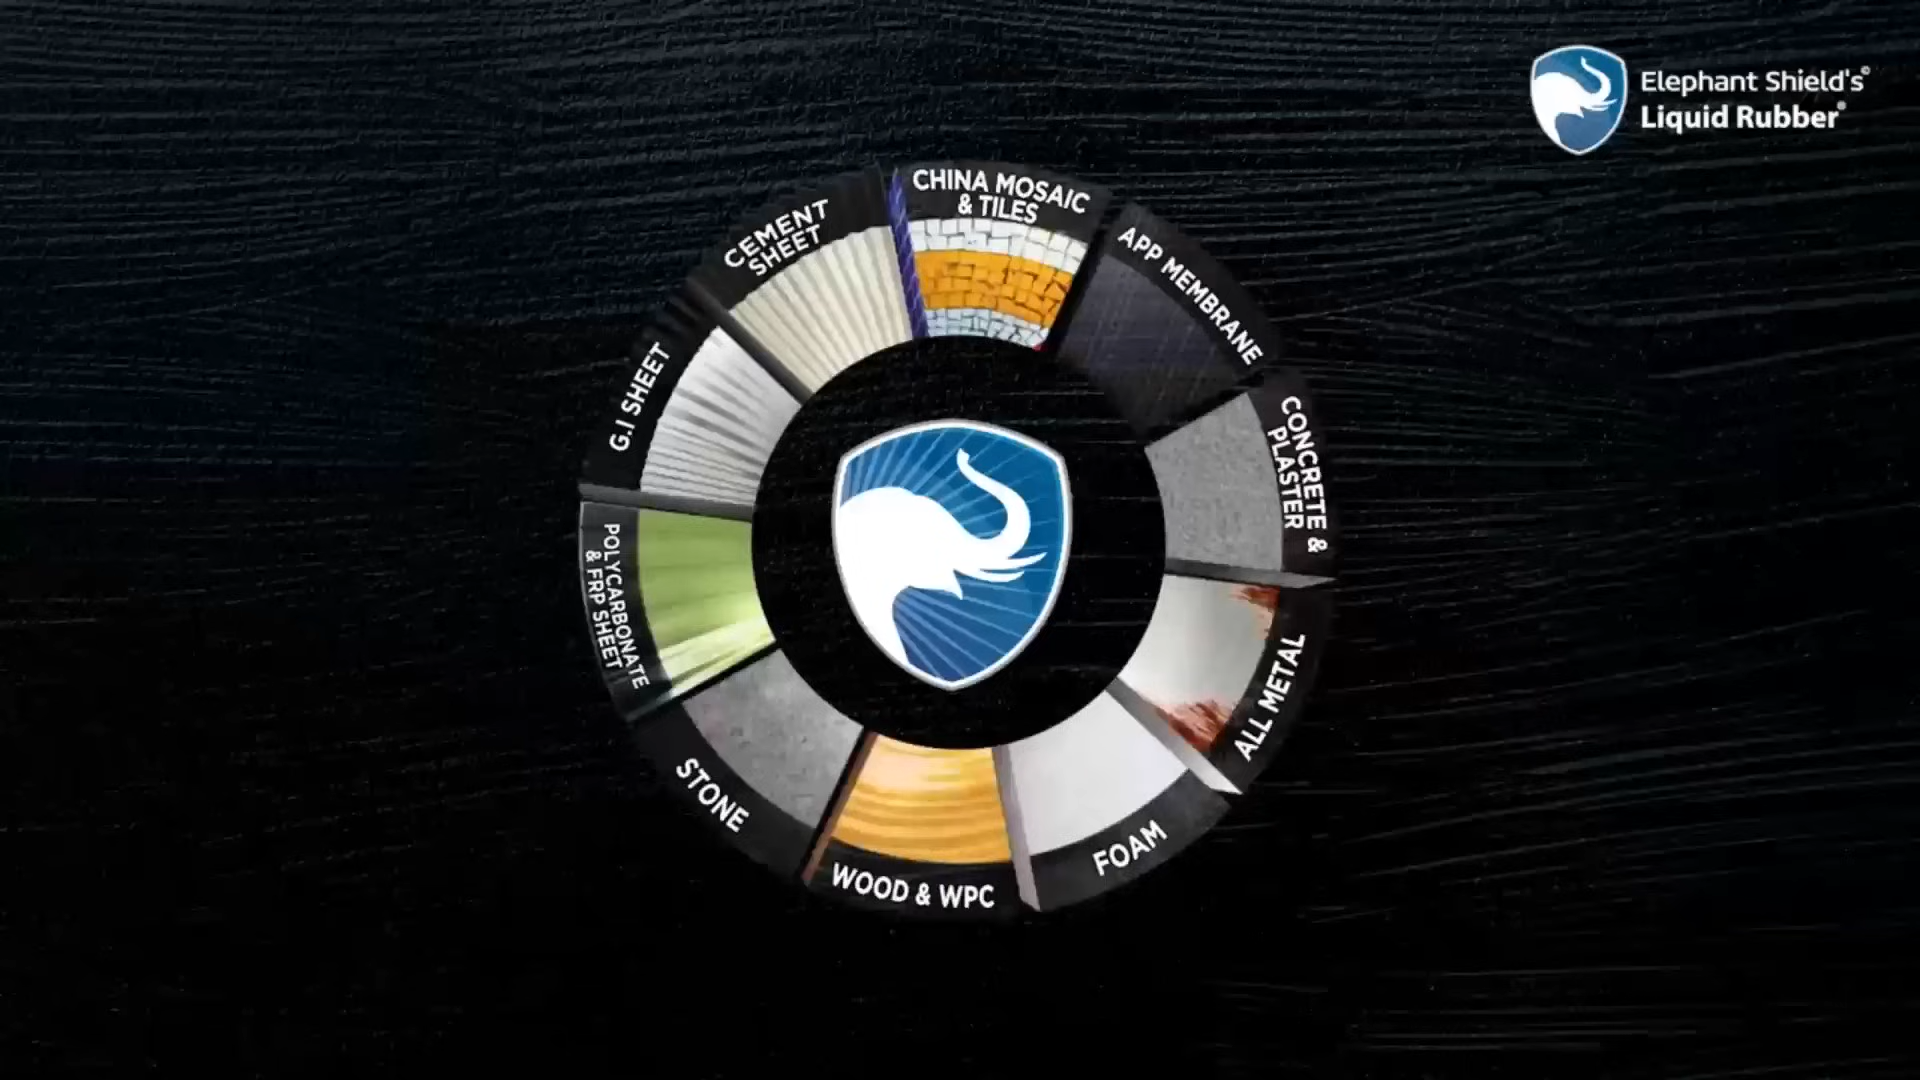 Elephant Shield's©
Liquid Rubber®
CHINA MOSAIC
& TILES
APP MEMBRANE
CONCRETE &
PLASTER
ALL METAL
FOAM
WOOD & WPC
STONE
POLYCARBONATE
& FRP SHEET
G.I SHEET
CEMENT
SHEET